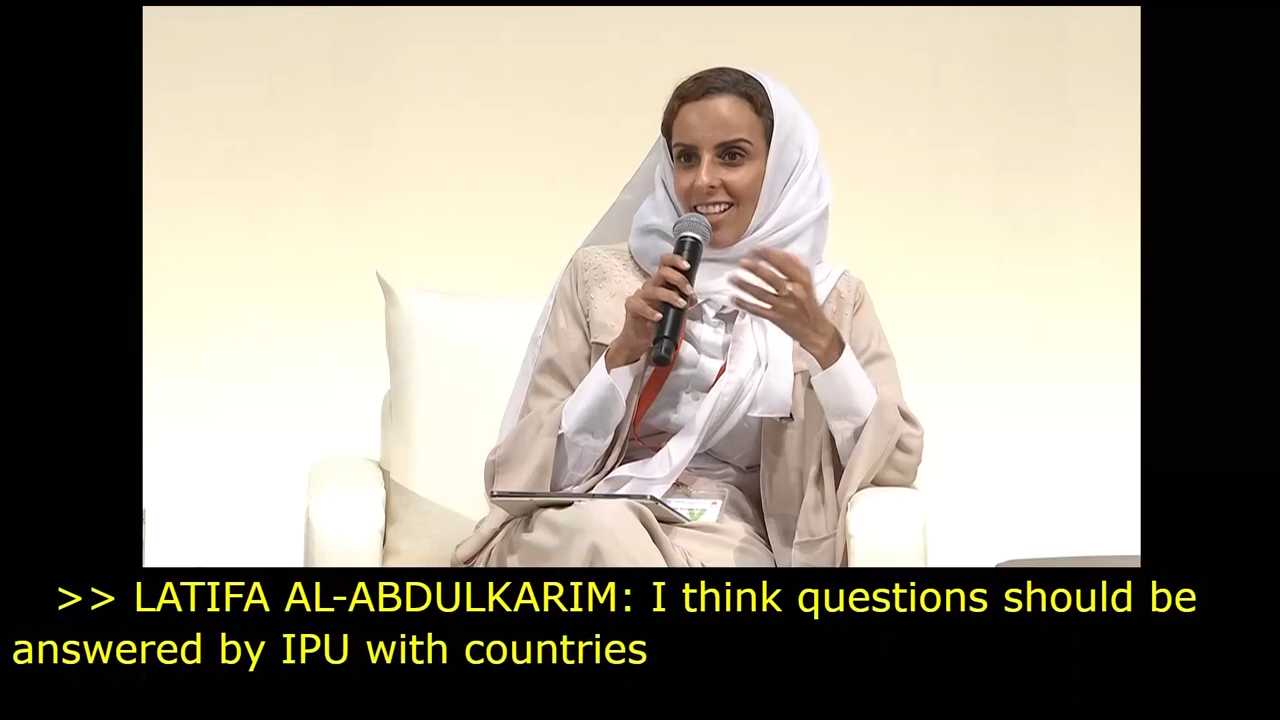 >> LATIFA AL-ABDULKARIM: I think questions should be
answered by IPU with countries